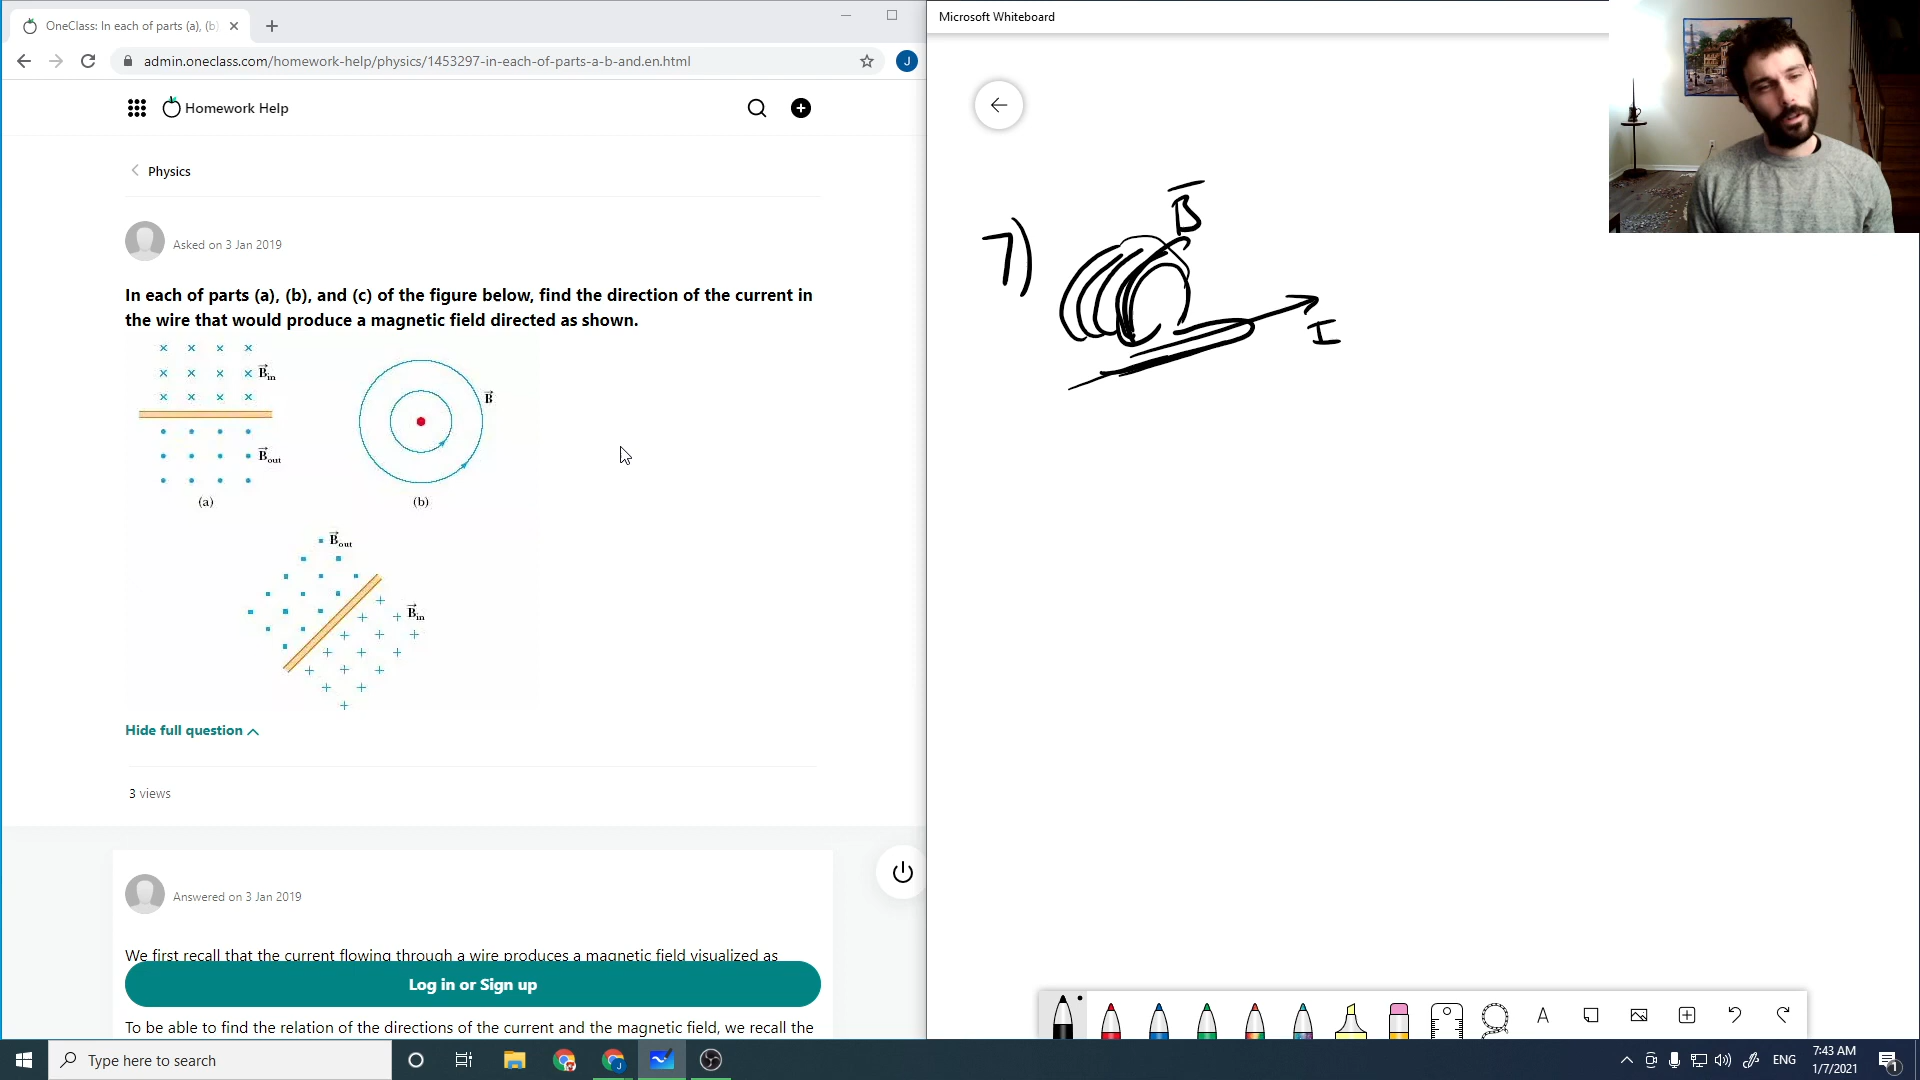 OneClass: In each of parts (a), (b)
admin.oneclass.com/homework-help/physics/1453297-in-each-of-parts-a-b-and.en.html
J
Homework Help
Physics
Asked on 3 Jan 2019
In each of parts (a), (b), and (c) of the figure below, find the direction of the current in
the wire that would produce a magnetic field directed as shown.
B in
B
B out
(a)
(b)
B out
B in
Hide full question
3 views
Answered on 3 Jan 2019
We first recall that the current flowing through a wire produces a magnetic field visualized as
Log in or Sign up
To be able to find the relation of the directions of the current and the magnetic field, we recall the
Microsoft Whiteboard
7)
B
I
A
Type here to search
J
ENG
7:43 AM
1/7/2021
1